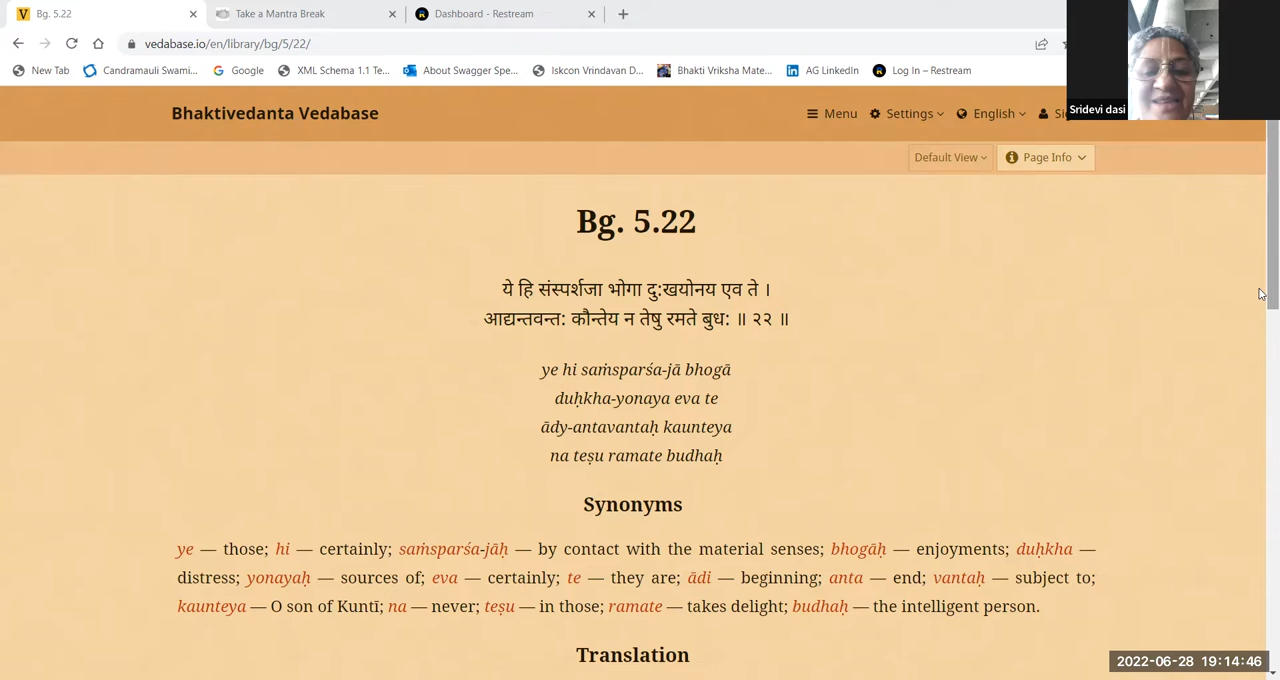 Bg. 5.22
Take a Mantra Break
Dashboard - Restream
vedabase.io/en/library/bg/5/22/
New Tab
Candramauli Swami...
Google
XML Schema 1.1 Te...
About Swagger Spe...
Iskcon Vrindavan D...
Bhakti Vriksha Mate...
AG LinkedIn
Log In – Restream
Sridevi dasi
Bhaktivedanta Vedabase
Menu
Settings
English
Si
Default View
Page Info
Bg. 5.22
ये हि संस्पर्शजा भोगा दु:खयोनय एव ते ।
आद्यन्तवन्त: कौन्तेय न तेषु रमते बुध: ॥ २२ ॥
ye hi saṁsparśa-jā bhogā
duḥkha-yonaya eva te
ādy-antavantaḥ kaunteya
na teṣu ramate budhaḥ
Synonyms
ye — those; hi — certainly; saṁsparśa-jāḥ — by contact with the material senses; bhogāḥ — enjoyments; duḥkha —
distress; yonayaḥ — sources of; eva — certainly; te — they are; ādi — beginning; anta — end; vantaḥ — subject to;
kaunteya — O son of Kuntī; na — never; teṣu — in those; ramate — takes delight; budhaḥ — the intelligent person.
Translation
2022-06-28 19:14:46